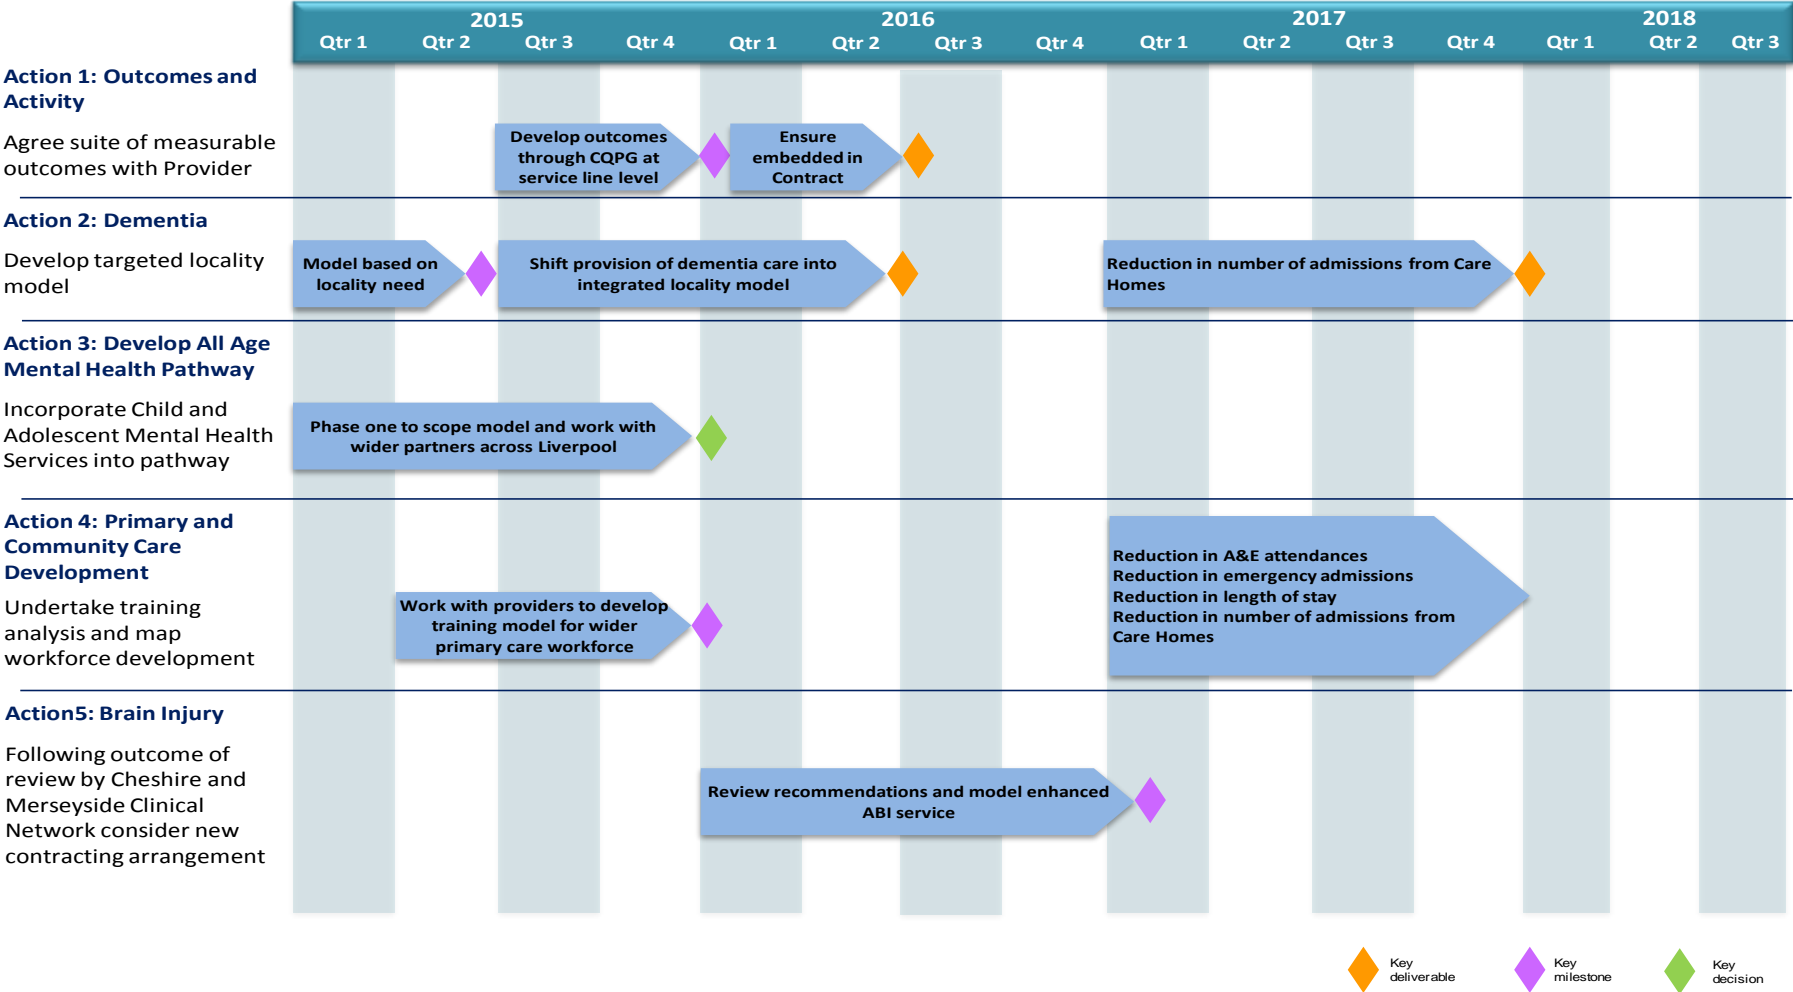 2015
2016
2017
2018
Qtr 1 Qtr 2 Qtr 3 Qtr 4 Qtr 1 Qtr 2 Qtr 3 Qtr 4 Qtr 1 Qtr 2 Qtr 3 Qtr 4 Qtr 1 Qtr 2 Qtr 3
Action 1: Outcomes and
Activity
Agree suite of measurable
outcomes with Provider
Develop outcomes
through CQPG at
service line level
Ensure
embedded in
Contract
Action 2: Dementia
Develop targeted locality
model
Model based on
locality need
Shift provision of dementia care into
integrated locality model
Reduction in number of admissions from Care
Homes
Action 3: Develop All Age
Mental Health Pathway
Incorporate Child and
Adolescent Mental Health
Services into pathway
Phase one to scope model and work with
wider partners across Liverpool
Action 4: Primary and
Community Care
Development
Undertake training
analysis and map
workforce development
Work with providers to develop
training model for wider
primary care workforce
Reduction in A&E attendances
Reduction in emergency admissions
Reduction in length of stay
Reduction in number of admissions from
Care Homes
Action5: Brain Injury
Following outcome of
review by Cheshire and
Merseyside Clinical
Network consider new
contracting arrangement
Review recommendations and model enhanced
ABI service
Key
deliverable
Key
milestone
Key
decision